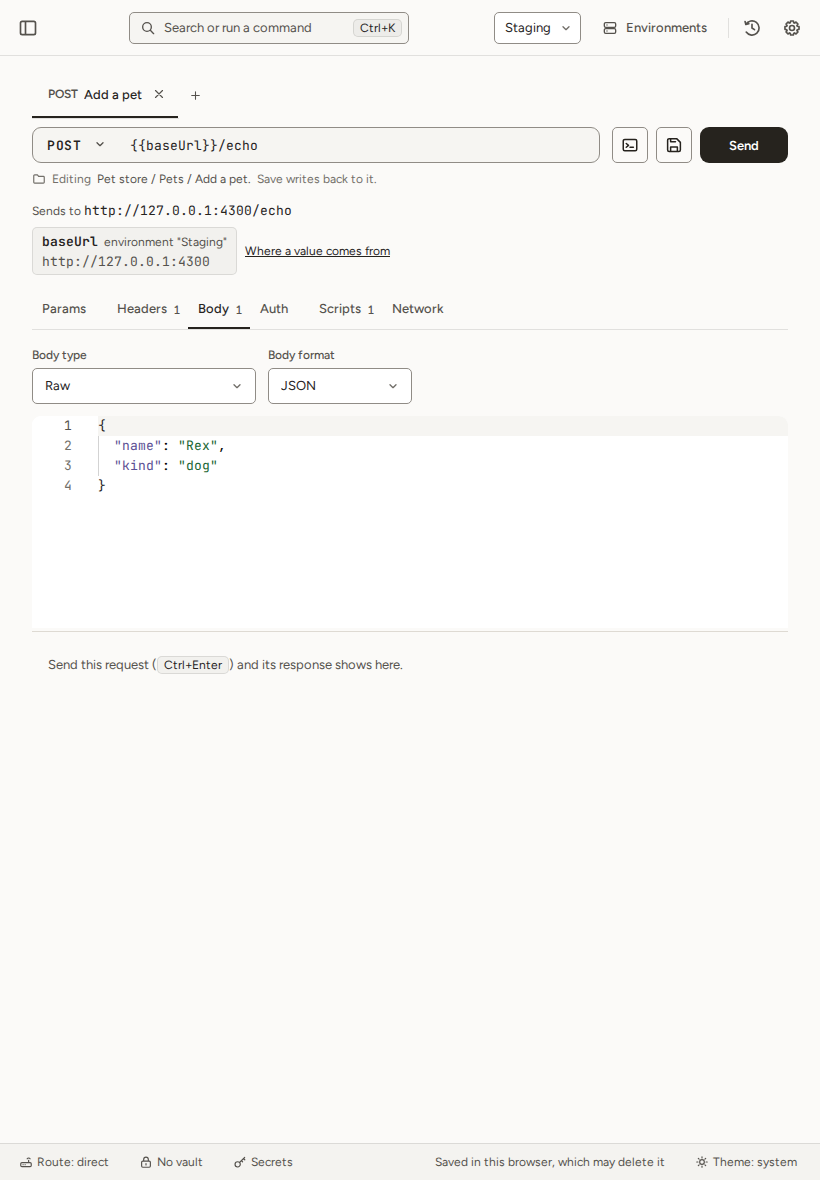 Search or run a command Ctrl+K Staging Environments
POST Add a pet
POST {{baseUrl}}/echo Send
Editing Pet store / Pets / Add a pet. Save writes back to it.
Sends to http://127.0.0.1:4300/echo
baseUrl environment "Staging"
http://127.0.0.1:4300
Where a value comes from
Params Headers 1 Body 1 Auth Scripts 1 Network
Body type Body format
Raw JSON
1 {
2 "name": "Rex",
3 "kind": "dog"
4 }
Send this request (Ctrl+Enter) and its response shows here.
Route: direct No vault Secrets Saved in this browser, which may delete it Theme: system